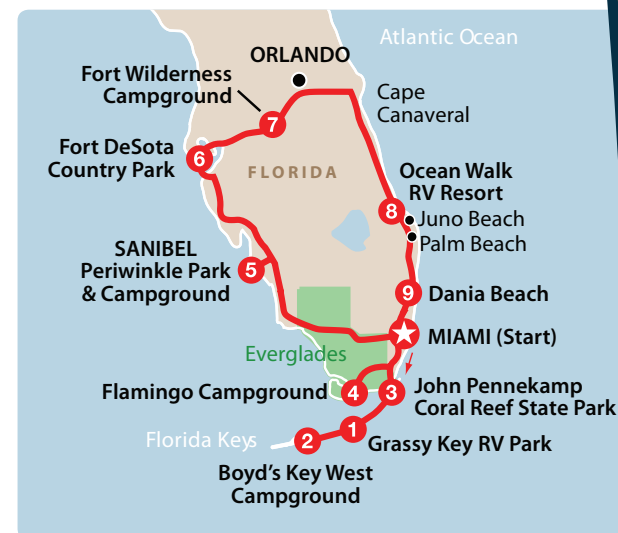 Atlantic Ocean
ORLANDO
Fort Wilderness
Campground
Cape
Canaveral
7
Fort DeSota
Country Park
6
FLORIDA
Ocean Walk
RV Resort
8
Juno Beach
Palm Beach
SANIBEL
Periwinkle Park
& Campground
5
9
Dania Beach
MIAMI (Start)
Everglades
Flamingo Campground
4
3
John Pennekamp
Coral Reef State Park
Florida Keys
2
1
Grassy Key RV Park
Boyd's Key West
Campground